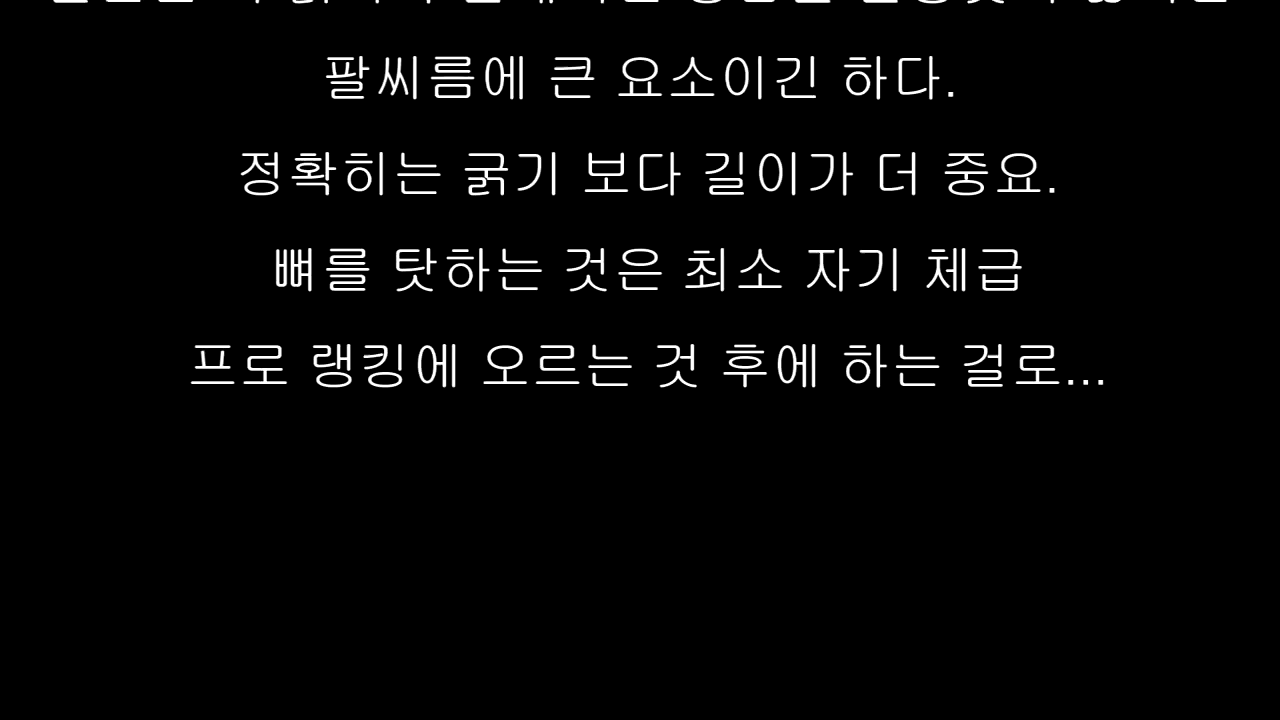 팔씨름에 큰 요소이긴 하다.
정확히는 굵기 보다 길이가 더 중요.
뼈를 탓하는 것은 최소 자기 체급
프로 랭킹에 오르는 것 후에 하는 걸로...